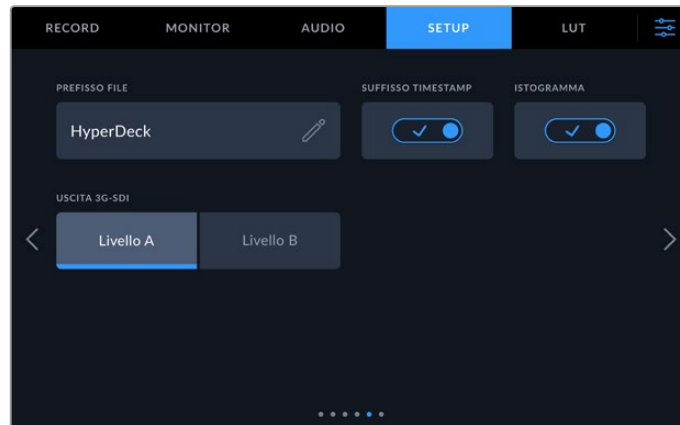 RECORD MONITOR AUDIO SETUP LUT
PREFISSO FILE SUFFISSO TIMESTAMP ISTOGRAMMA
HyperDeck
USCITA 3G-SDI
Livello A Livello B